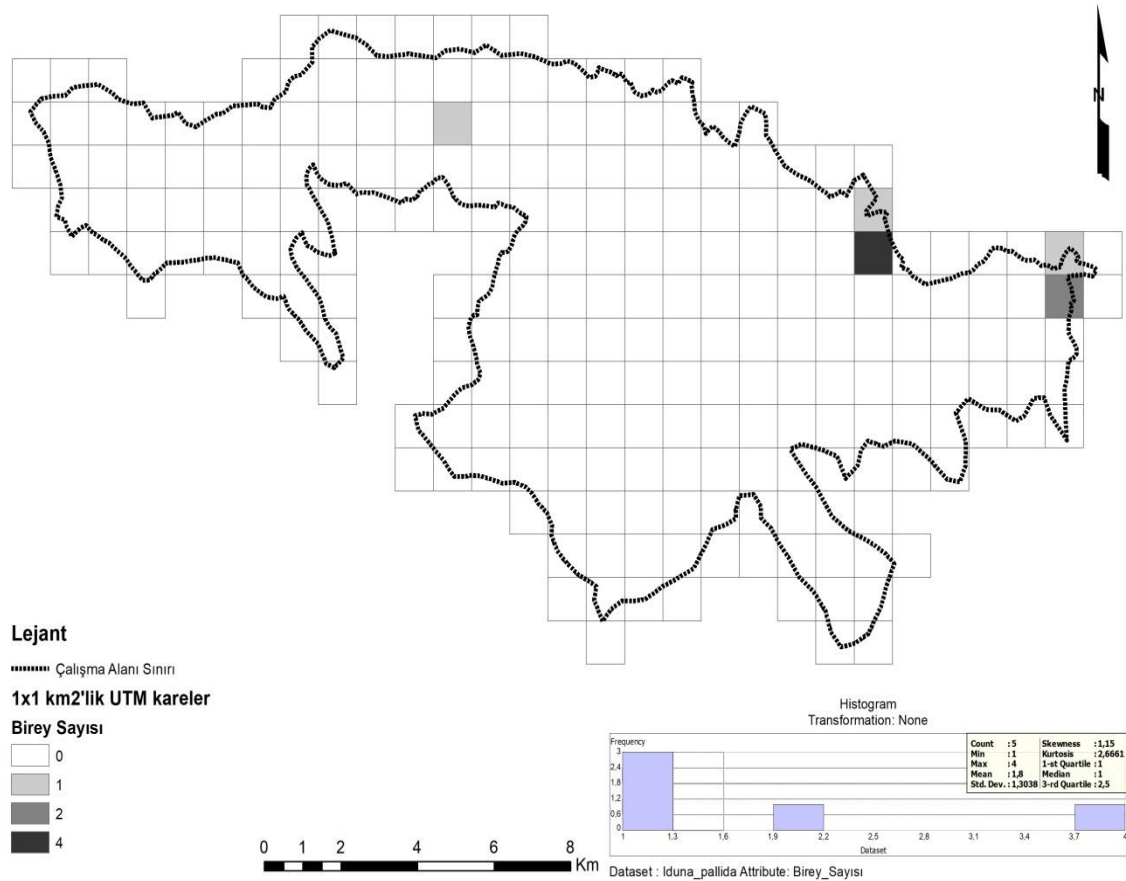 N
Lejant
Çalışma Alanı Sınırı
1x1 km2'lik UTM kareler
Birey Sayısı
0
1
2
4
0 1 2 4 6 8
Km
Histogram
Transformation: None
Frequency
3
2,4
1,8
1,2
0,6
0
1 1,3 1,6 1,9 2,2 2,5 2,8 3,1 3,4 3,7 4
Dataset
Count : 5 Skewness : 1,15
Min : 1 Kurtosis : 2,6661
Max : 4 1-st Quartile : 1
Mean : 1,8 Median : 1
Std. Dev. : 1,3038 3-rd Quartile : 2,5
Dataset : Iduna_pallida Attribute: Birey_Sayısı